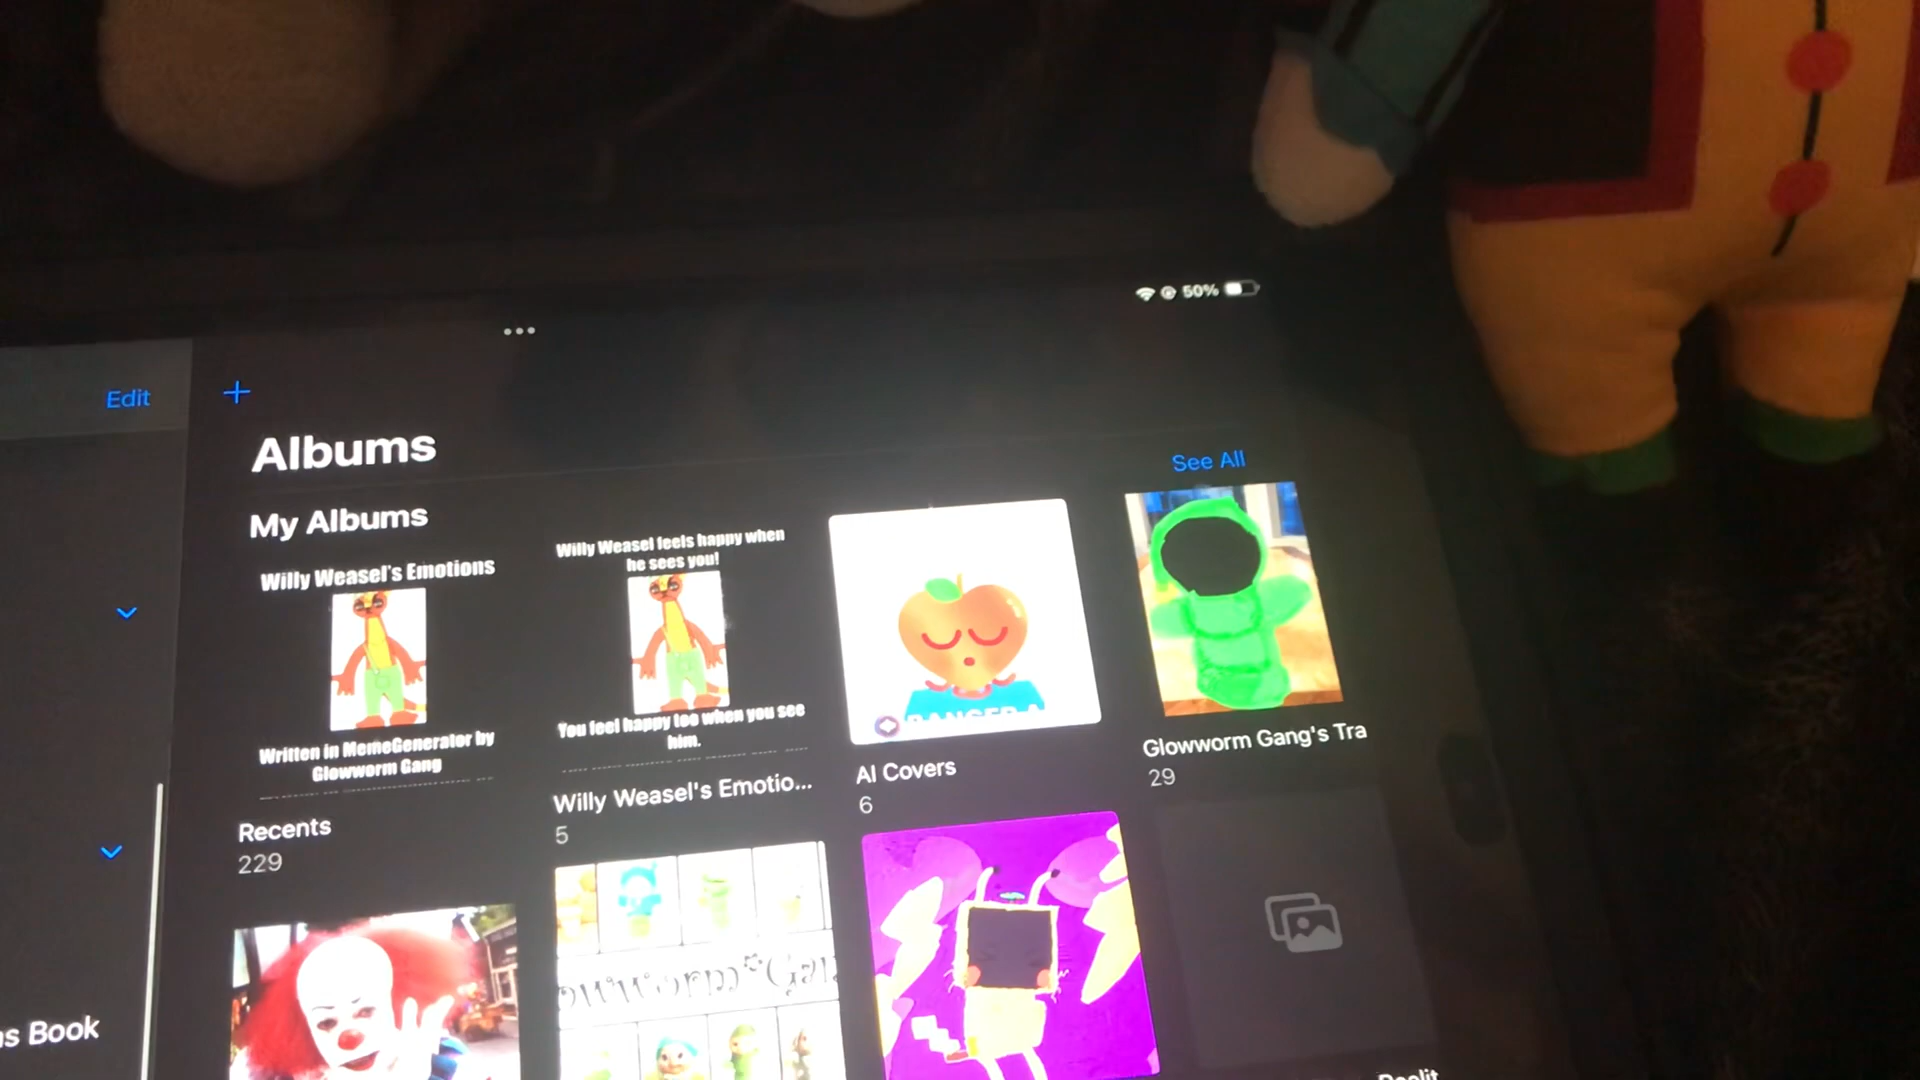 50%
Edit
Albums
See All
My Albums
Willy Weasel's Emotions
Written in MemeGenerator by
Glowworm Gang
Willy Weasel feels happy when
he sees you!
You feel happy too when you see
him.
Recents
229
Willy Weasel's Emotio...
5
AI Covers
6
Glowworm Gang's Tra
29
owworm*Gan
s Book